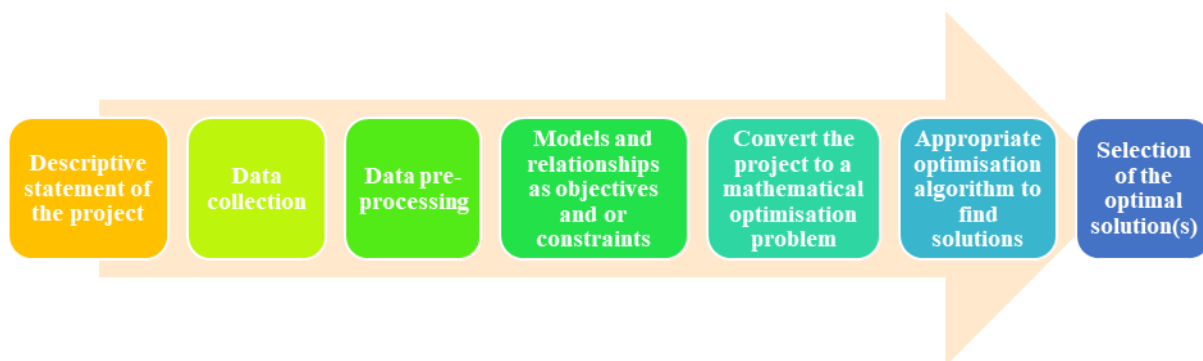 Descriptive
statement of
the project
Data
collection
Data pre-
processing
Models and
relationships
as objectives
and or
constraints
Convert the
project to a
mathematical
optimisation
problem
Appropriate
optimisation
algorithm to
find
solutions
Selection
of the
optimal
solution(s)